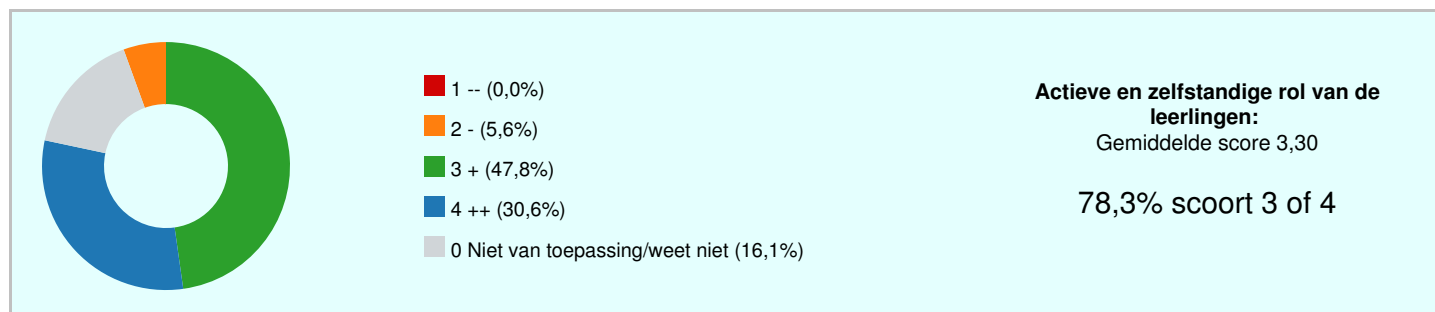 1 -- (0,0%)
2 - (5,6%)
3 + (47,8%)
4 ++ (30,6%)
0 Niet van toepassing/weet niet (16,1%)
Actieve en zelfstandige rol van de
leerlingen:
Gemiddelde score 3,30
78,3% scoort 3 of 4